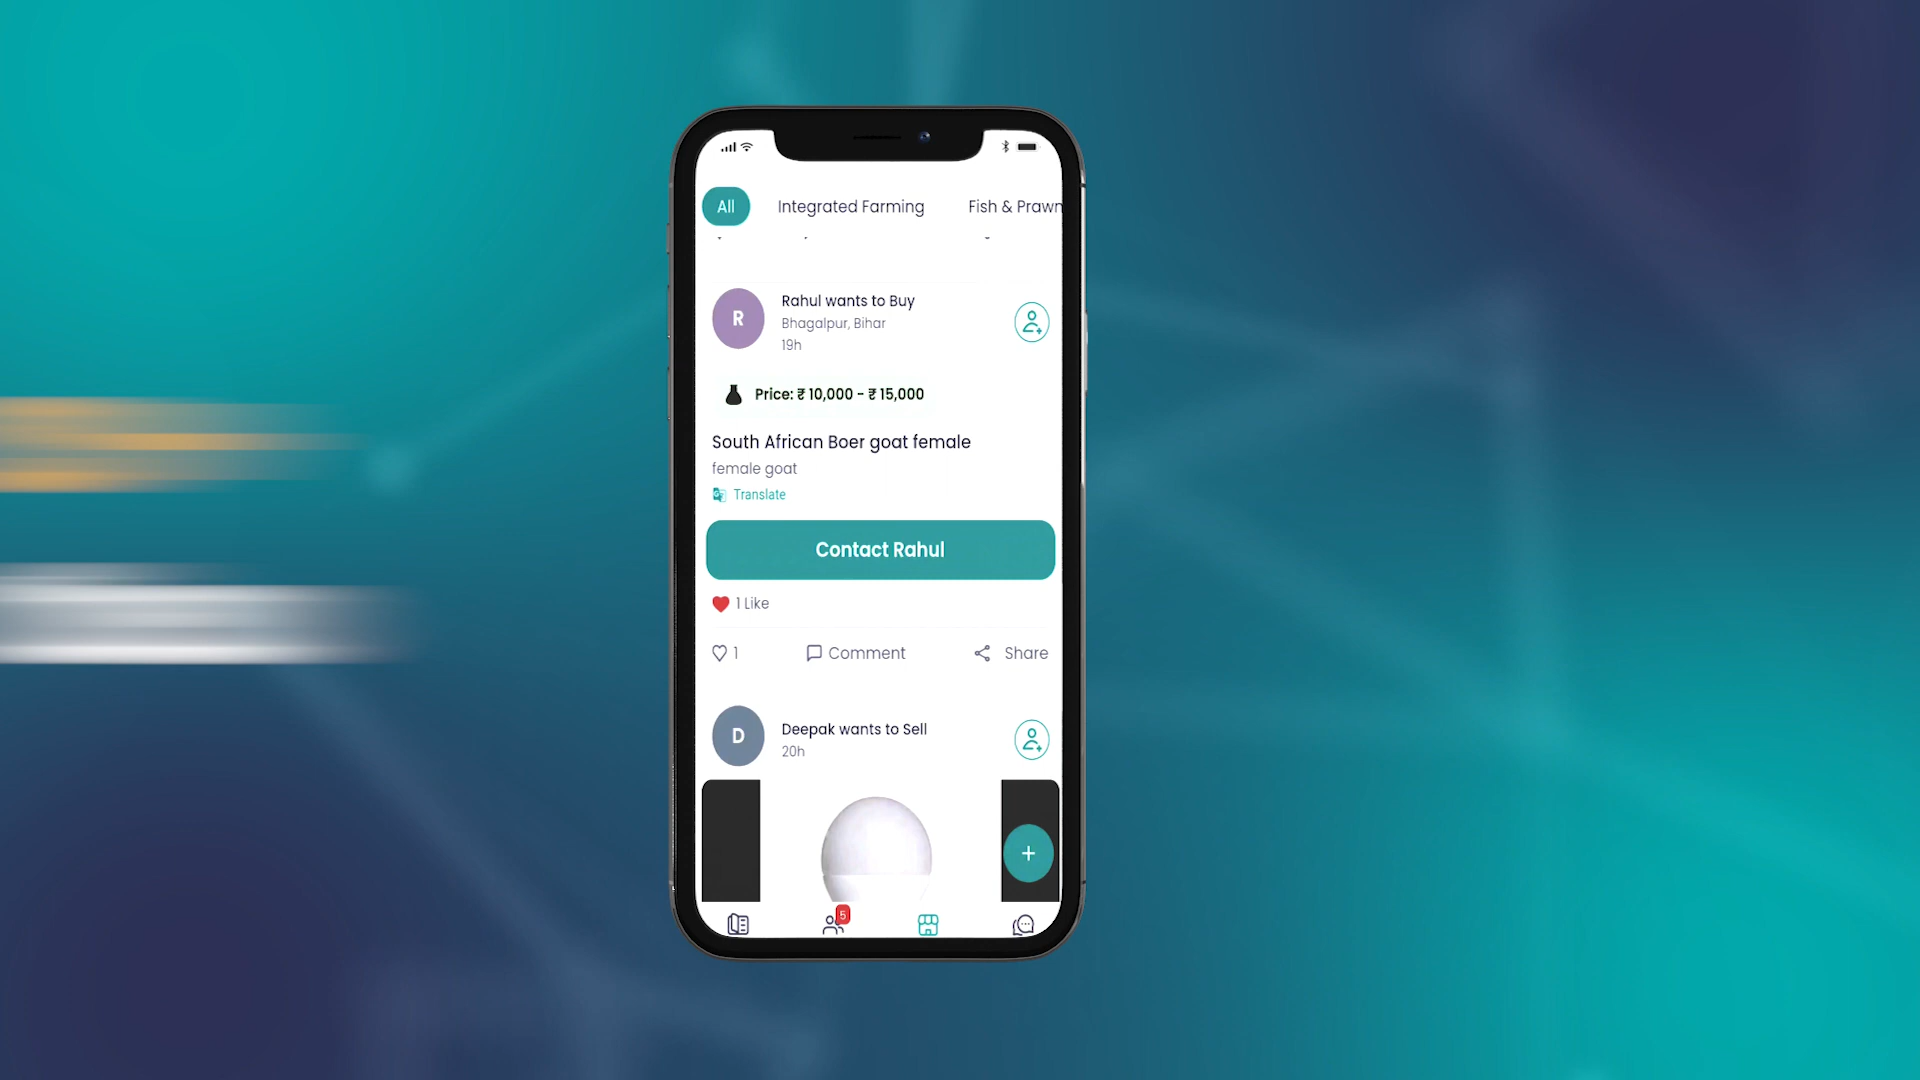 All Integrated Farming Fish & Prawn
R
Rahul wants to Buy
Bhagalpur, Bihar
19h
Price: ₹ 10,000 - ₹ 15,000
South African Boer goat female
female goat
Translate
Contact Rahul
1 Like
1 Comment Share
D
Deepak wants to Sell
20h
+
5